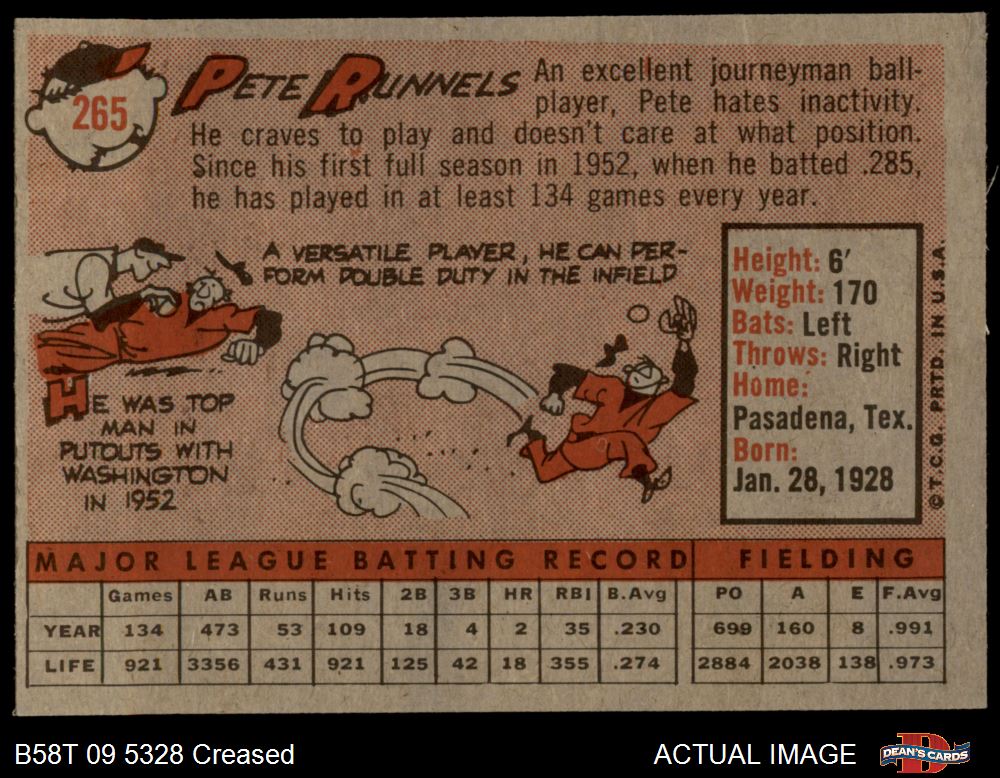 265
PETE RUNNELS
An excellent journeyman ball-
player, Pete hates inactivity.
He craves to play and doesn't care at what position.
Since his first full season in 1952, when he batted .285,
he has played in at least 134 games every year.
A VERSATILE PLAYER, HE CAN PER-
FORM DOUBLE DUTY IN THE INFIELD
HE WAS TOP
MAN IN
PUTOUTS WITH
WASHINGTON
IN 1952
Height: 6'
Weight: 170
Bats: Left
Throws: Right
Home:
Pasadena, Tex.
Born:
Jan. 28, 1928
©T.C.G. PRTD. IN U.S.A.
MAJOR LEAGUE BATTING RECORD FIELDING
Games AB Runs Hits 2B 3B HR RBI B.Avg PO A E F.Avg
YEAR 134 473 53 109 18 4 2 35 .230 699 160 8 .991
LIFE 921 3356 431 921 125 42 18 355 .274 2884 2038 138 .973
B58T 09 5328 Creased
ACTUAL IMAGE
DEAN'S CARDS